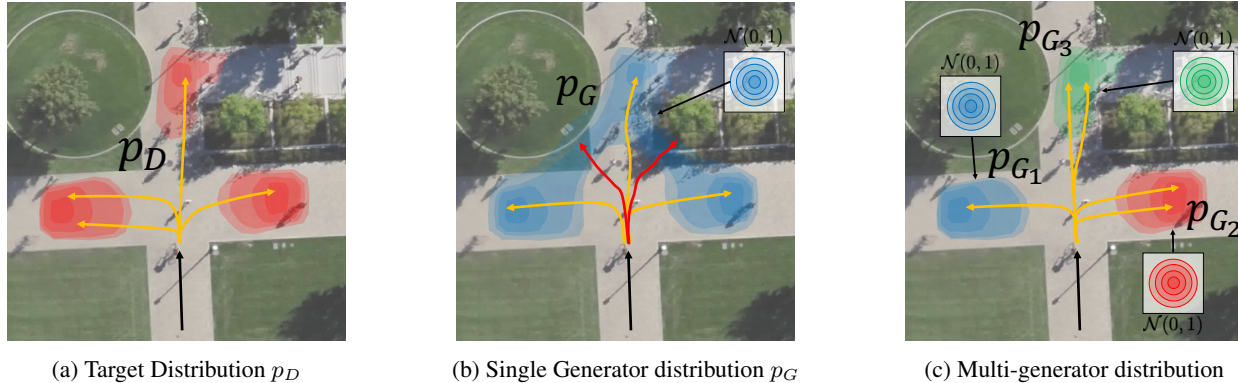 p_D
(a) Target Distribution p_D
p_G
N(0,1)
(b) Single Generator distribution p_G
p_{G_3}
N(0,1)
N(0,1)
p_{G_1}
p_{G_2}
N(0,1)
(c) Multi-generator distribution